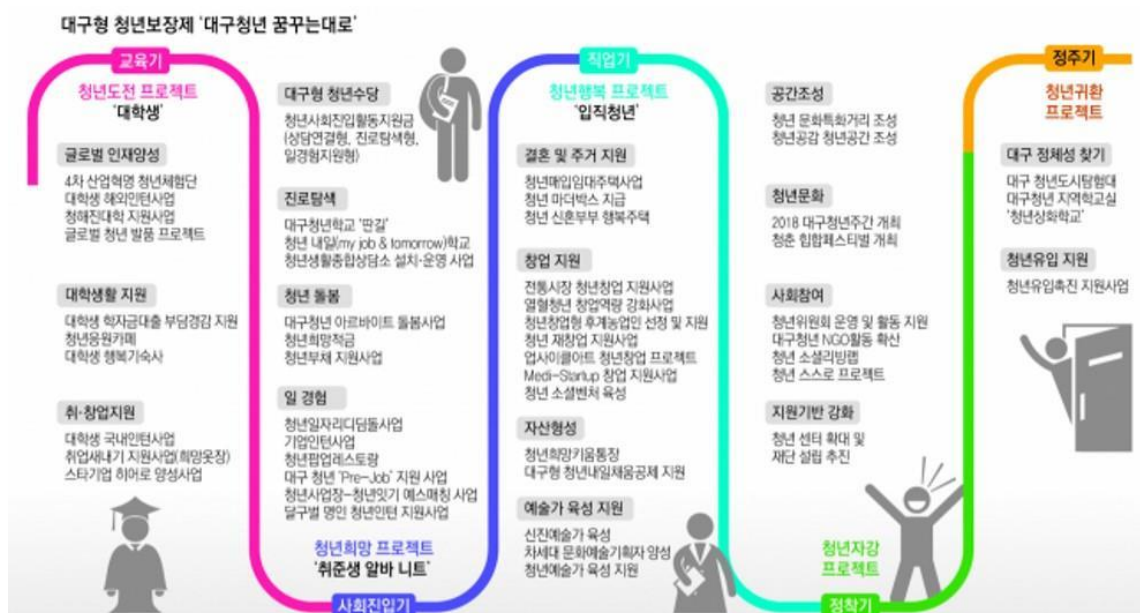 대구형 청년보장제 '대구청년 꿈꾸는대로'
교육기
청년도전 프로젝트
'대학생'
글로벌 인재양성
4차 산업혁명 청년체험단
대학생 해외인턴사업
청해진대학 지원사업
글로벌 청년 발품 프로젝트
대학생활 지원
대학생 학자금대출 부담경감 지원
청년응원카페
대학생 행복기숙사
취·창업지원
대학생 국내인턴사업
취업새내기 지원사업(희망옷장)
스타기업 히어로 양성사업
대구형 청년수당
청년사회진입활동지원금
(상담연결형, 진로탐색형,
일경험지원형)
진로탐색
대구청년학교 '딴길'
청년 내일(my job & tomorrow)학교
청년생활종합상담소 설치·운영 사업
청년 돌봄
대구청년 아르바이트 돌봄사업
청년희망적금
청년부채 지원사업
일 경험
청년일자리디딤돌사업
기업인턴사업
청년팝업레스토랑
대구 청년 "Pre-Job" 지원 사업
청년사업장-청년잇기 예스매칭 사업
달구벌 명인 청년인턴 지원사업
청년희망 프로젝트
'취준생 알바 니트'
사회진입기
직업기
청년행복 프로젝트
'입직청년'
결혼 및 주거 지원
청년매입임대주택사업
청년 마더박스 지급
청년 신혼부부 행복주택
창업 지원
전통시장 청년창업 지원사업
열혈청년 창업역량 강화사업
청년창업형 후계농업인 선정 및 지원
청년 재창업 지원사업
업사이클아트 청년창업 프로젝트
Medi-Startup 창업 지원사업
청년 소셜벤처 육성
자산형성
청년희망키움통장
대구형 청년내일채움공제 지원
예술가 육성 지원
신진예술가 육성
차세대 문화예술기획자 양성
청년예술가 육성 지원
공간조성
청년 문화특화거리 조성
청년공감 청년공간 조성
청년문화
2018 대구청년주간 개최
청춘 힙합페스티벌 개최
사회참여
청년위원회 운영 및 활동 지원
대구청년 NGO활동 확산
청년 소셜리빙랩
청년 스스로 프로젝트
지원기반 강화
청년 센터 확대 및
재단 설립 추진
청년자강
프로젝트
정착기
정주기
청년귀환
프로젝트
대구 정체성 찾기
대구 청년도시탐험대
대구청년 지역학교실
'청년상화학교'
청년유입 지원
청년유입촉진 지원사업